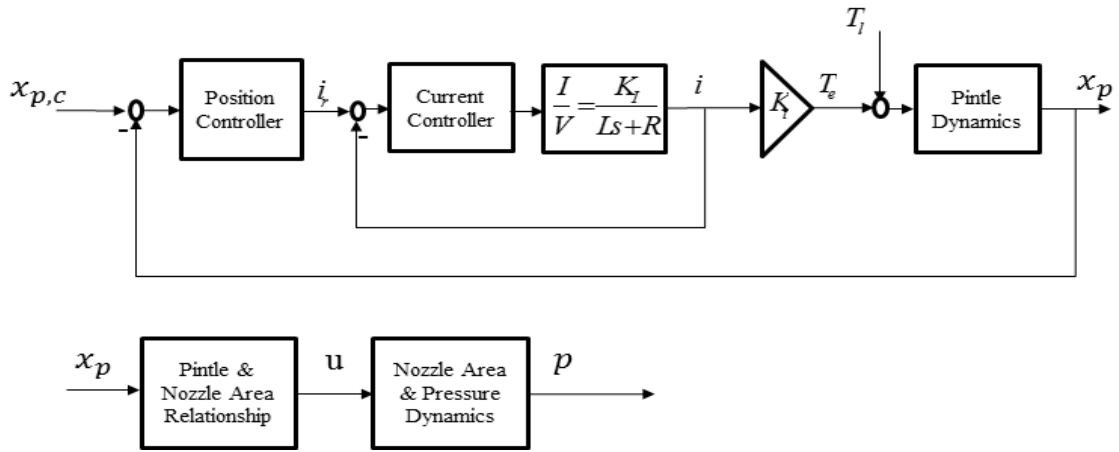 T_l
x_{p,c}
-
Position
Controller
i_r
-
Current
Controller
I/V = K_I/(Ls+R)
i
K_t
T_e
Pintle
Dynamics
x_p
x_p
Pintle &
Nozzle Area
Relationship
u
Nozzle Area
& Pressure
Dynamics
p